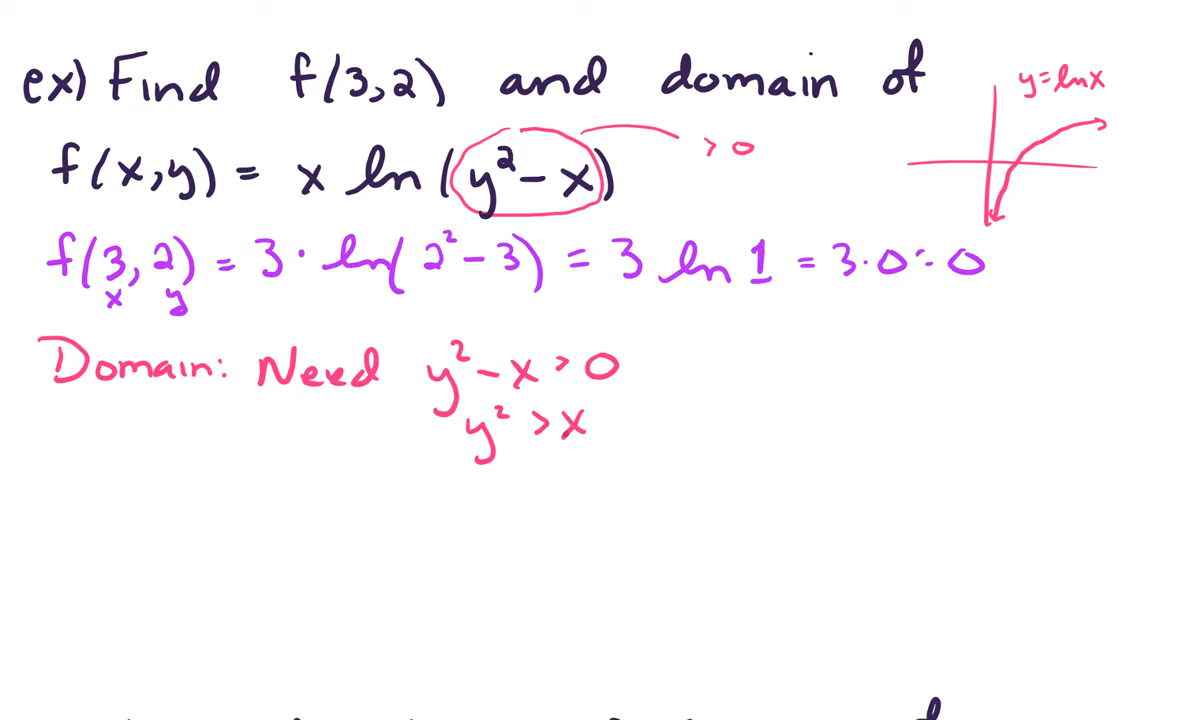 ex) Find f(3,2) and domain of
y=lnx
f(x,y) = x ln(y²-x)
> 0
f(3,2) = 3·ln(2²-3) = 3 ln 1 = 3·0 = 0
x y
Domain: Need y²-x > 0
y² > x